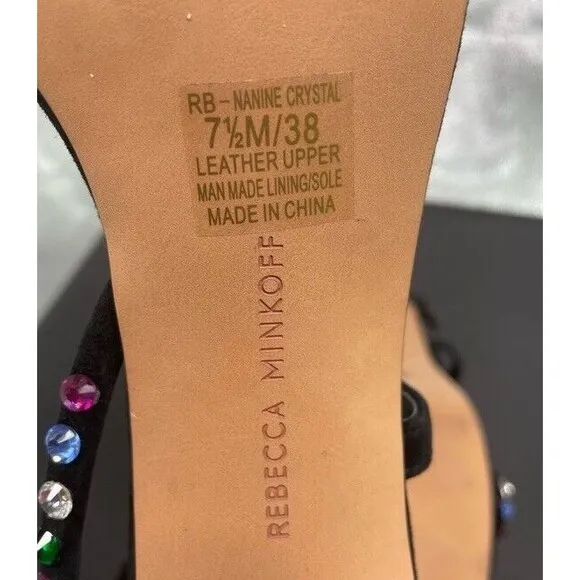 RB - NANINE CRYSTAL
7½M/38
LEATHER UPPER
MAN MADE LINING/SOLE
MADE IN CHINA
REBECCA MINKOFF